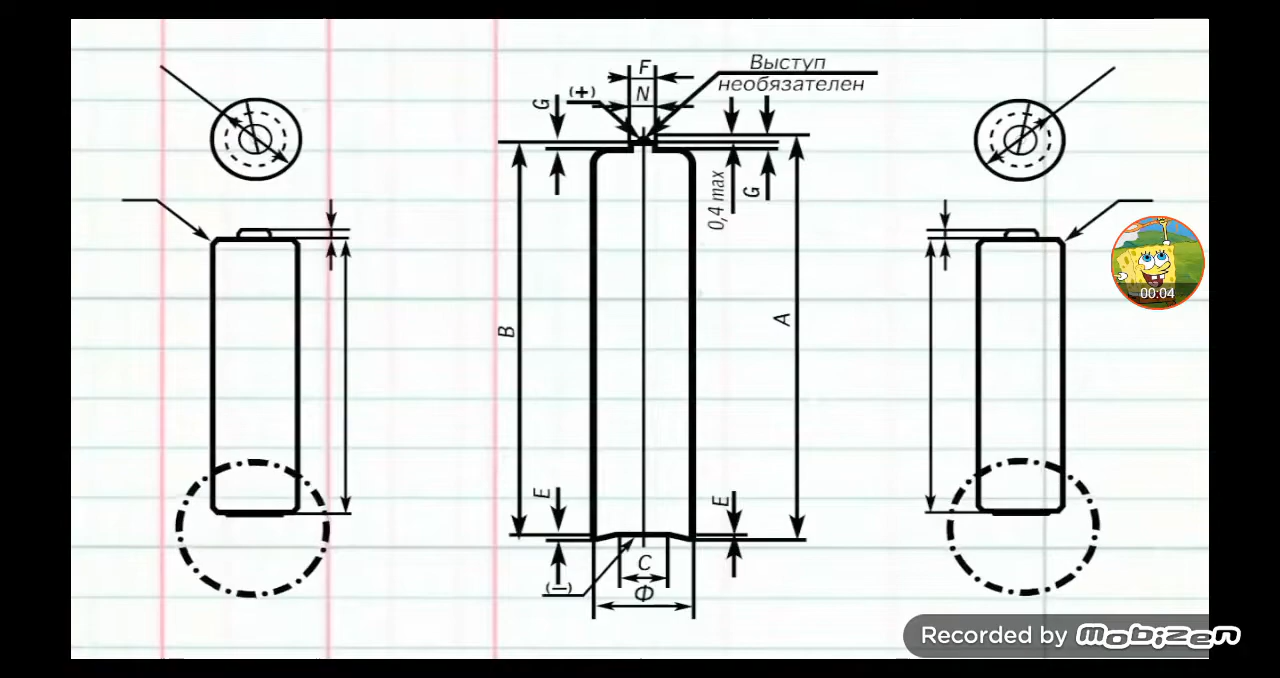 F
Выступ
необязателен
(+)
N
G
0,4 max
G
B
A
00:04
E
E
C
(−)
Ф
Recorded by Mobizen